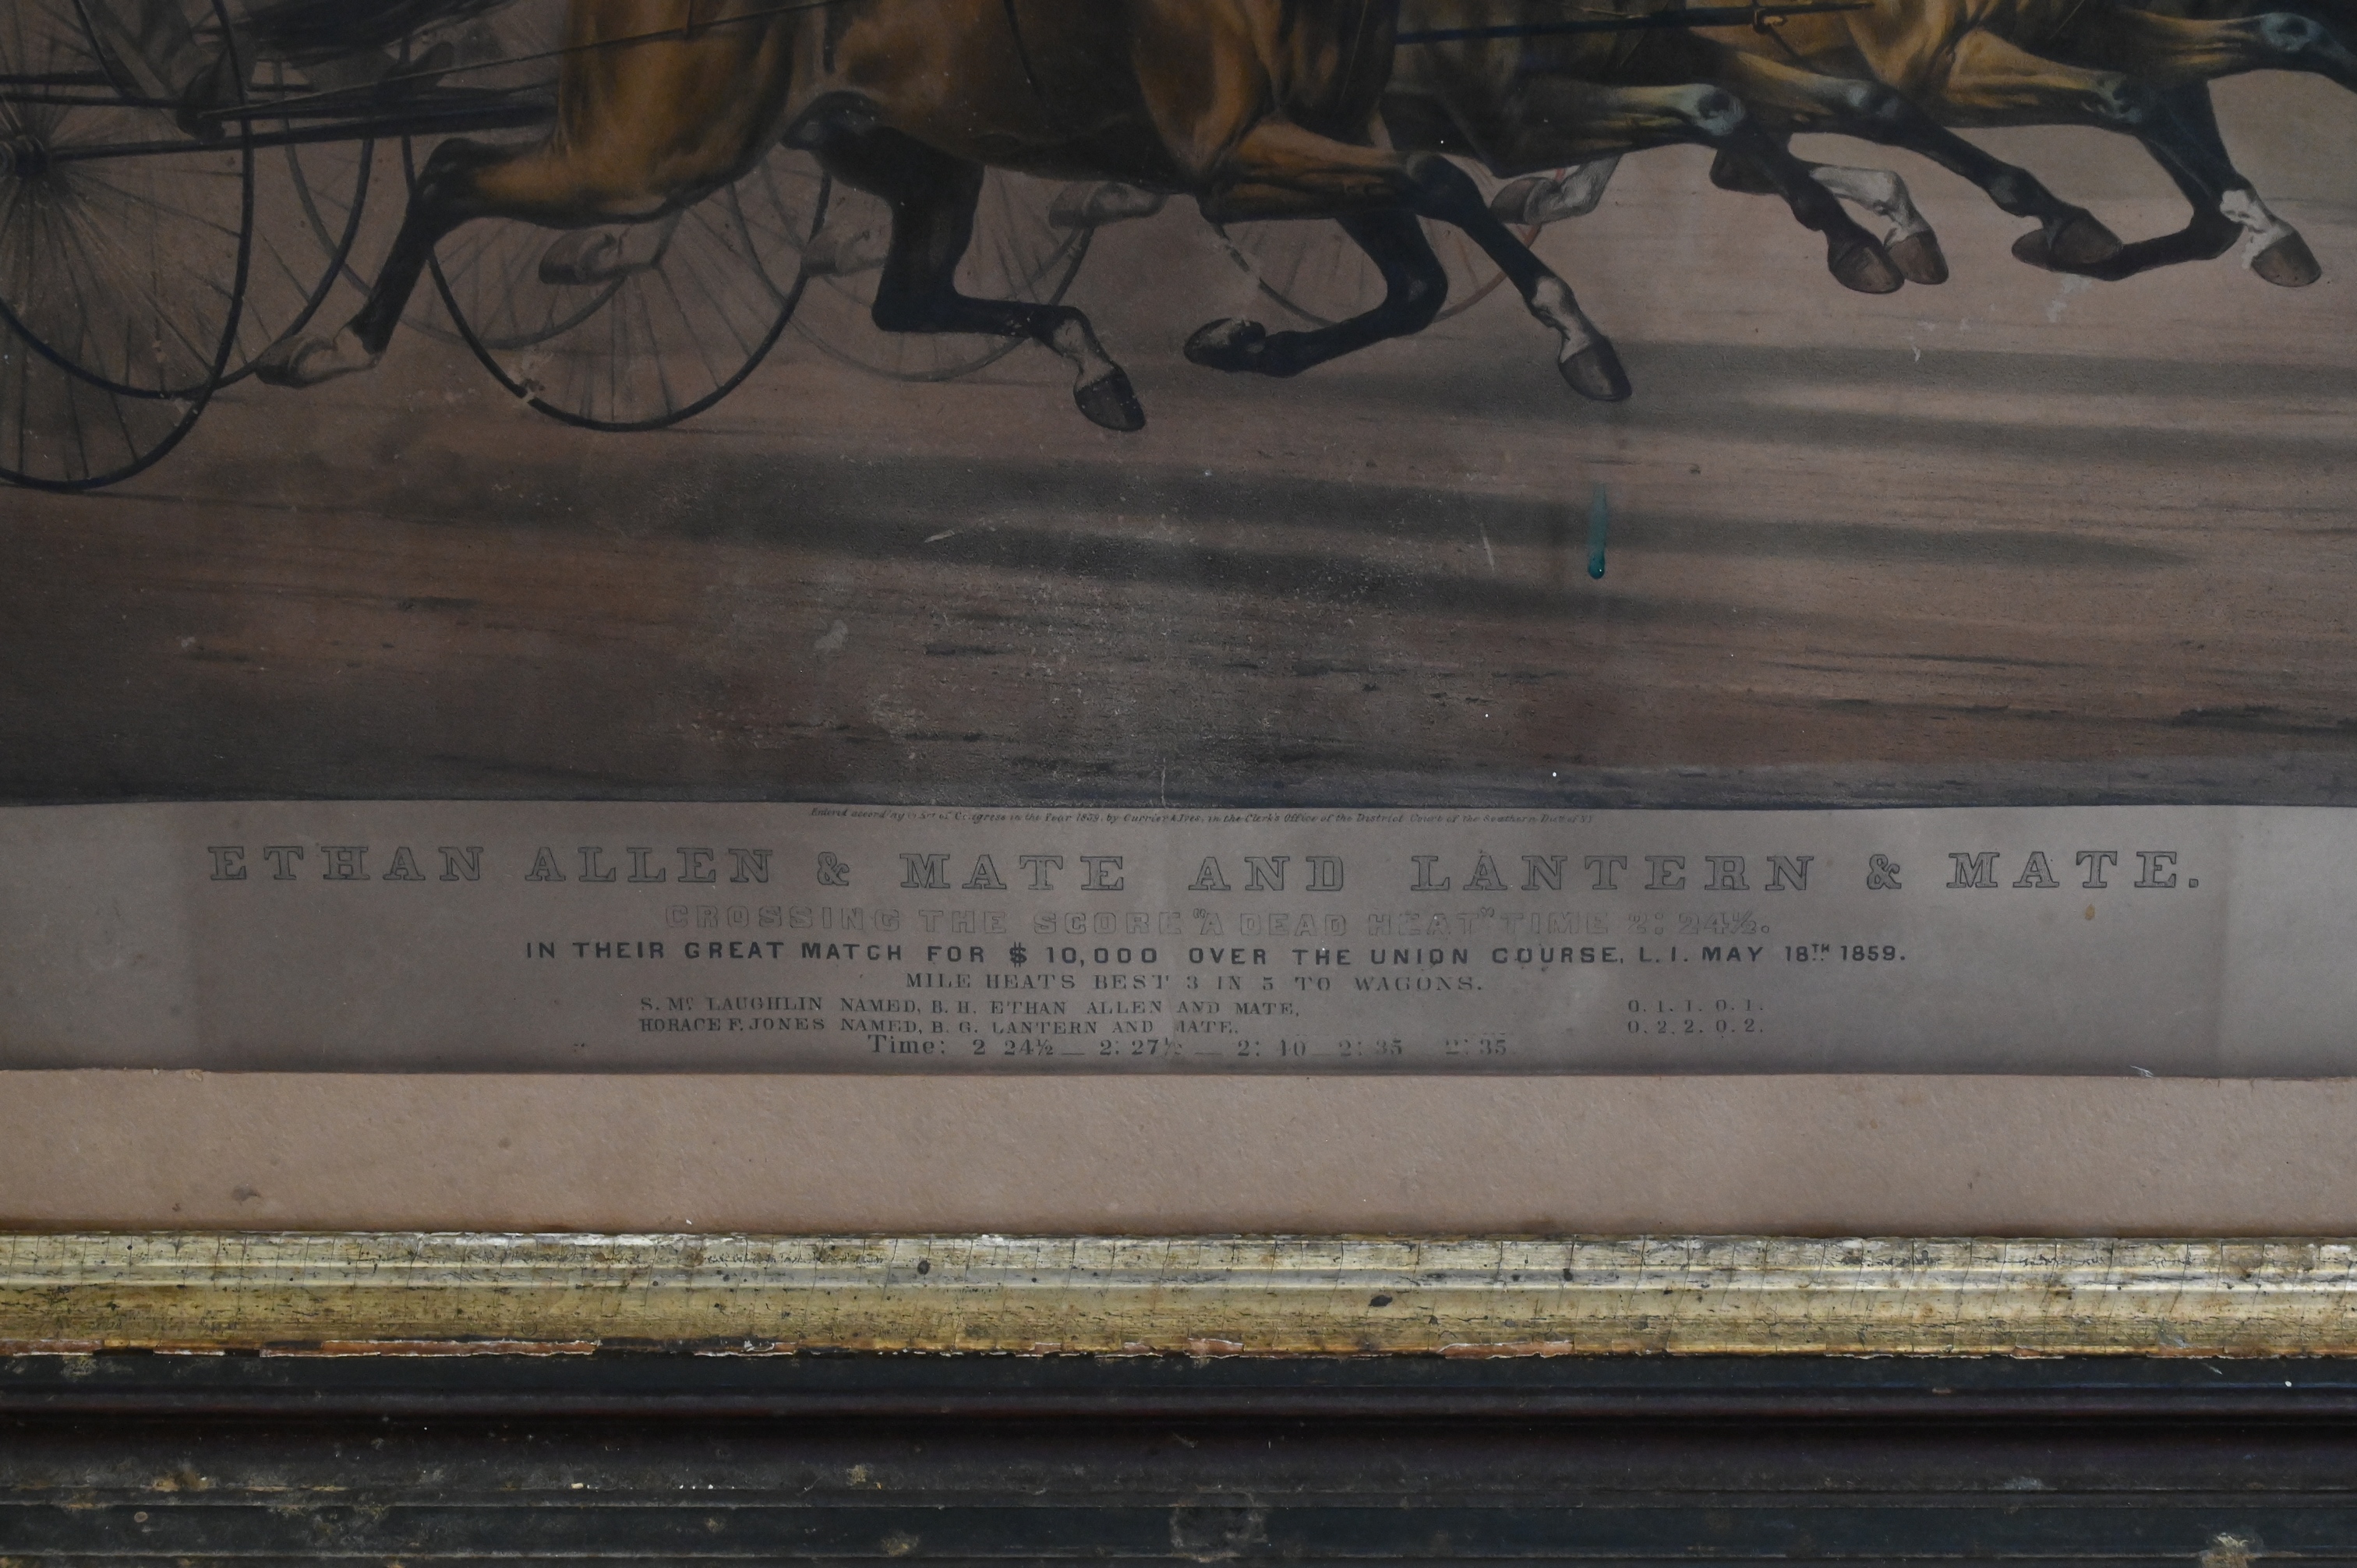 Entered according to Act of Congress in the Year 1859, by Currier & Ives, in the Clerk's Office of the District Court of the Southern Dist. of N.Y.
ETHAN ALLEN & MATE AND LANTERN & MATE.
CROSSING THE SCORE "A DEAD HEAT" TIME 2:24½.
IN THEIR GREAT MATCH FOR $10,000 OVER THE UNION COURSE, L.I. MAY 18TH 1859.
MILE HEATS BEST 3 IN 5 TO WAGONS.
S. Mc LAUGHLIN NAMED, B. H. ETHAN ALLEN AND MATE, 0. 1. 1. 0. 1.
HORACE F. JONES NAMED, B. G. LANTERN AND MATE. 0. 2. 2. 0. 2.
Time: 2 24½ — 2: 27½ — 2: 40 — 2: 35 2: 35